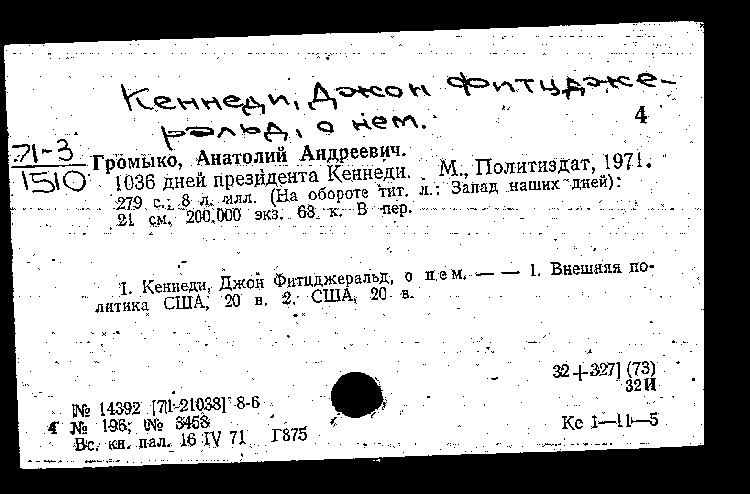 Кеннеди, Джон Фитцдже-
ральд, о нем.
4
71-3
1510
Громыко, Анатолий Андреевич.
1036 дней президента Кеннеди. М., Политиздат, 1971.
279 с.; 8 л. илл. (На обороте тит. л.: Запад наших дней);
21 см. 200.000 экз. 68 к. В пер.
I. Кеннеди, Джон Фитцджеральд, о нем. — — 1. Внешняя по-
литика США, 20 в. 2. США, 20 в.
32+327] (73)
32И
№ 14392 [71-21038] 8-6
4 № 196; № 3458
Вс. кн. пал. 16 IV 71 Г875
Кс 1—11—5